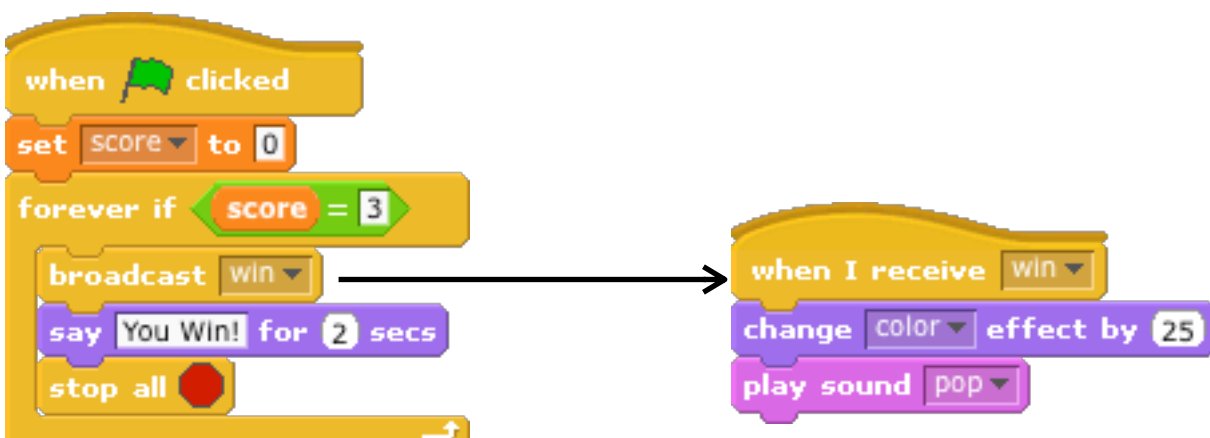 when clicked
set score to 0
forever if score = 3
broadcast win
say You Win! for 2 secs
stop all
when I receive win
change color effect by 25
play sound pop